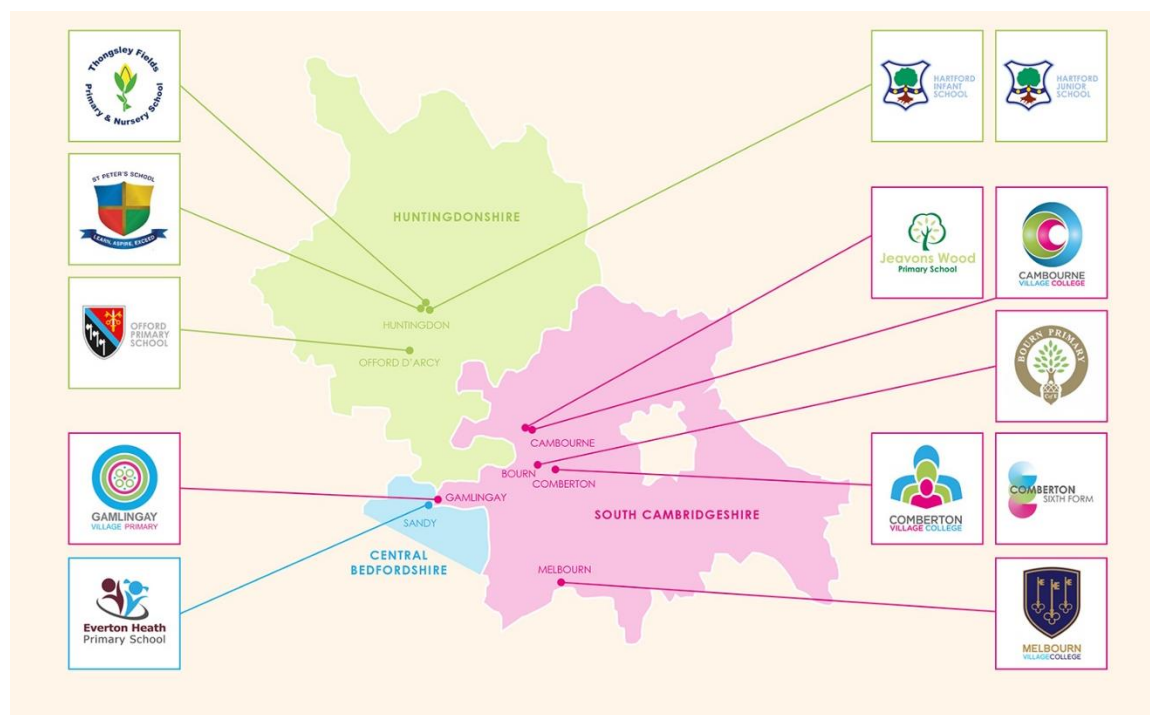 Thongsley Fields
Primary & Nursery School
ST PETER'S SCHOOL
LEARN, ASPIRE, EXCEED
OFFORD
PRIMARY
SCHOOL
GAMLINGAY
VILLAGE PRIMARY
Everton Heath
Primary School
HUNTINGDONSHIRE
HUNTINGDON
OFFORD D'ARCY
CAMBOURNE
BOURN
COMBERTON
GAMLINGAY
SANDY
SOUTH CAMBRIDGESHIRE
CENTRAL
BEDFORDSHIRE
MELBOURN
HARTFORD
INFANT
SCHOOL
HARTFORD
JUNIOR
SCHOOL
Jeavons Wood
Primary School
CAMBOURNE
VILLAGE COLLEGE
BOURN PRIMARY
COMBERTON
VILLAGE COLLEGE
COMBERTON
SIXTH FORM
MELBOURN
VILLAGECOLLEGE